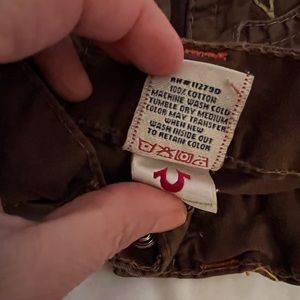 RN# 112790
100% COTTON
MACHINE WASH COLD
TUMBLE DRY MEDIUM
COLOR MAY TRANSFER
WHEN NEW
WASH INSIDE OUT
TO RETAIN COLOR